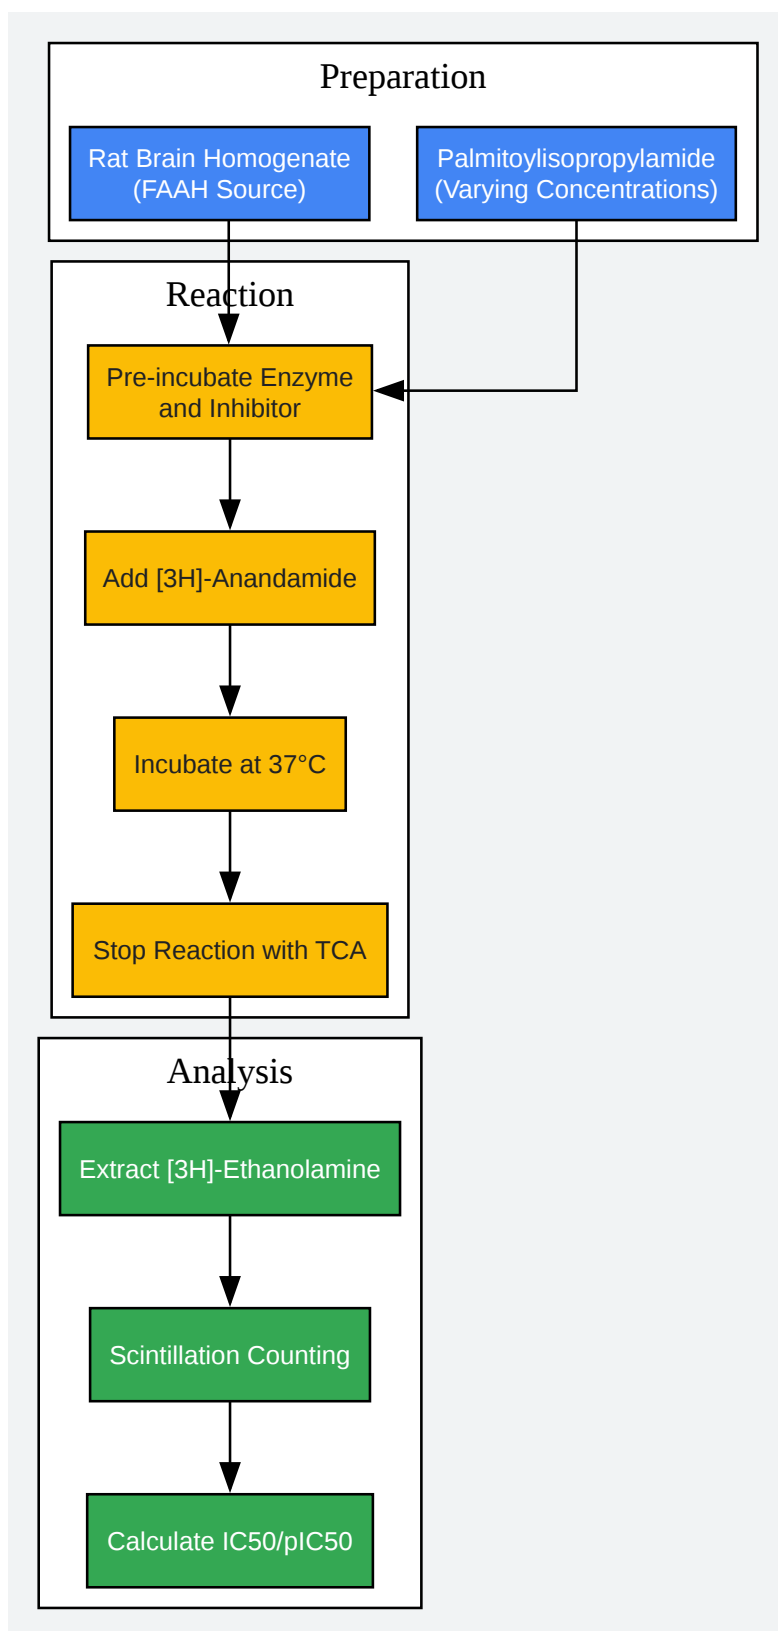 Preparation
Rat Brain Homogenate
(FAAH Source)
Palmitoylisopropylamide
(Varying Concentrations)
Reaction
Pre-incubate Enzyme
and Inhibitor
Add [3H]-Anandamide
Incubate at 37°C
Stop Reaction with TCA
Analysis
Extract [3H]-Ethanolamine
Scintillation Counting
Calculate IC50/pIC50